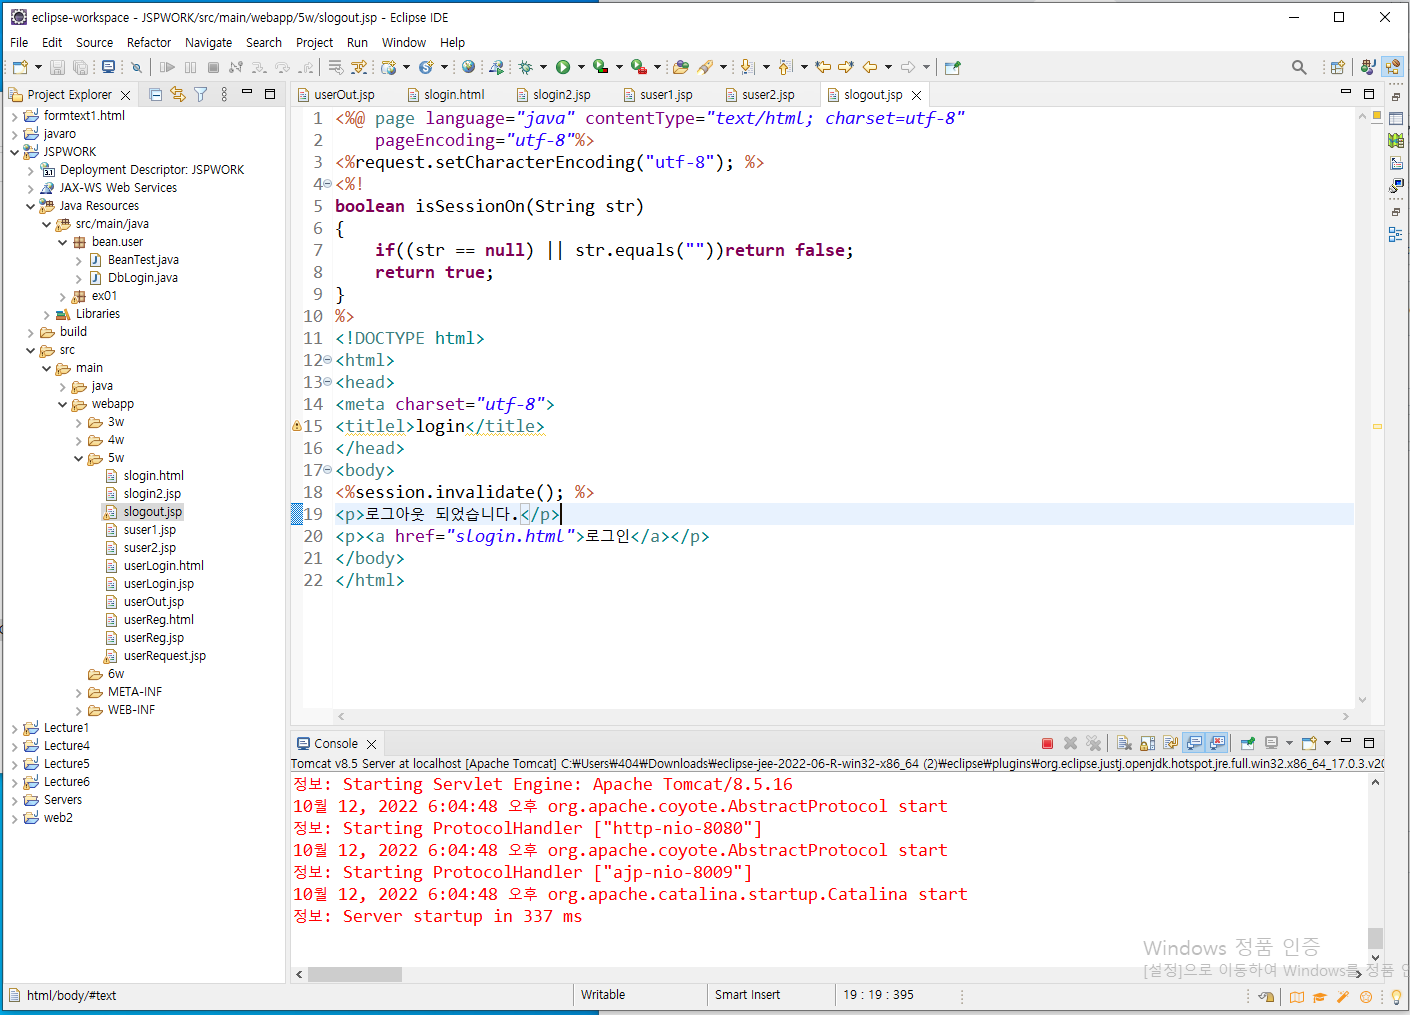 eclipse-workspace - JSPWORK/src/main/webapp/5w/slogout.jsp - Eclipse IDE
File Edit Source Refactor Navigate Search Project Run Window Help
Project Explorer
formtext1.html
javaro
JSPWORK
Deployment Descriptor: JSPWORK
JAX-WS Web Services
Java Resources
src/main/java
bean.user
BeanTest.java
DbLogin.java
ex01
Libraries
build
src
main
java
webapp
3w
4w
5w
slogin.html
slogin2.jsp
slogout.jsp
suser1.jsp
suser2.jsp
userLogin.html
userLogin.jsp
userOut.jsp
userReg.html
userReg.jsp
userRequest.jsp
6w
META-INF
WEB-INF
Lecture1
Lecture4
Lecture5
Lecture6
Servers
web2
userOut.jsp slogin.html slogin2.jsp suser1.jsp suser2.jsp slogout.jsp
1 <%@ page language="java" contentType="text/html; charset=utf-8"
2     pageEncoding="utf-8"%>
3 <%request.setCharacterEncoding("utf-8"); %>
4 <%!
5 boolean isSessionOn(String str)
6 {
7     if((str == null) || str.equals(""))return false;
8     return true;
9 }
10 %>
11 <!DOCTYPE html>
12 <html>
13 <head>
14 <meta charset="utf-8">
15 <titlel>login</title>
16 </head>
17 <body>
18 <%session.invalidate(); %>
19 <p>로그아웃 되었습니다.</p>
20 <p><a href="slogin.html">로그인</a></p>
21 </body>
22 </html>
Console
Tomcat v8.5 Server at localhost [Apache Tomcat] C:₩Users₩404₩Downloads₩eclipse-jee-2022-06-R-win32-x86_64 (2)₩eclipse₩plugins₩org.eclipse.justj.openjdk.hotspot.jre.full.win32.x86_64_17.0.3.v20
정보: Starting Servlet Engine: Apache Tomcat/8.5.16
10월 12, 2022 6:04:48 오후 org.apache.coyote.AbstractProtocol start
정보: Starting ProtocolHandler ["http-nio-8080"]
10월 12, 2022 6:04:48 오후 org.apache.coyote.AbstractProtocol start
정보: Starting ProtocolHandler ["ajp-nio-8009"]
10월 12, 2022 6:04:48 오후 org.apache.catalina.startup.Catalina start
정보: Server startup in 337 ms
Windows 정품 인증
[설정]으로 이동하여 Windows를 정품 인
html/body/#text Writable Smart Insert 19 : 19 : 395